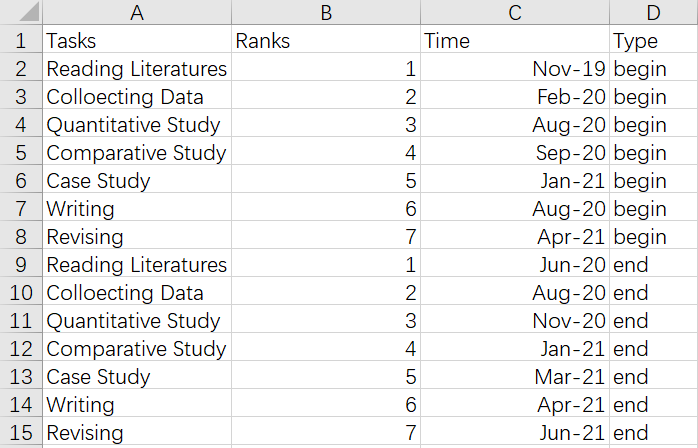 A B C D
1 Tasks Ranks Time Type
2 Reading Literatures 1 Nov-19 begin
3 Colloecting Data 2 Feb-20 begin
4 Quantitative Study 3 Aug-20 begin
5 Comparative Study 4 Sep-20 begin
6 Case Study 5 Jan-21 begin
7 Writing 6 Aug-20 begin
8 Revising 7 Apr-21 begin
9 Reading Literatures 1 Jun-20 end
10 Colloecting Data 2 Aug-20 end
11 Quantitative Study 3 Nov-20 end
12 Comparative Study 4 Jan-21 end
13 Case Study 5 Mar-21 end
14 Writing 6 Apr-21 end
15 Revising 7 Jun-21 end